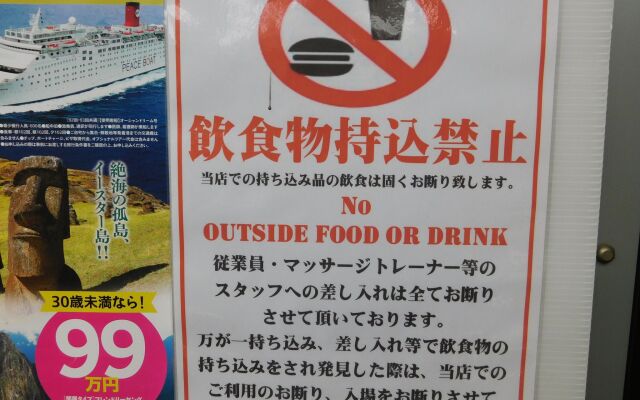 PEACE BOAT
絶海の孤島、
イースター島!!
30歳未満なら!
99
万円
飲食物持込禁止
当店での持ち込み品の飲食は固くお断り致します。
No
OUTSIDE FOOD OR DRINK
従業員・マッサージトレーナー等の
スタッフへの差し入れは全てお断り
させて頂いております。
万が一持ち込み、差し入れ等で飲食物の
持ち込みをされ発見した際は、当店での
ご利用のお断り、入場をお断りさせて